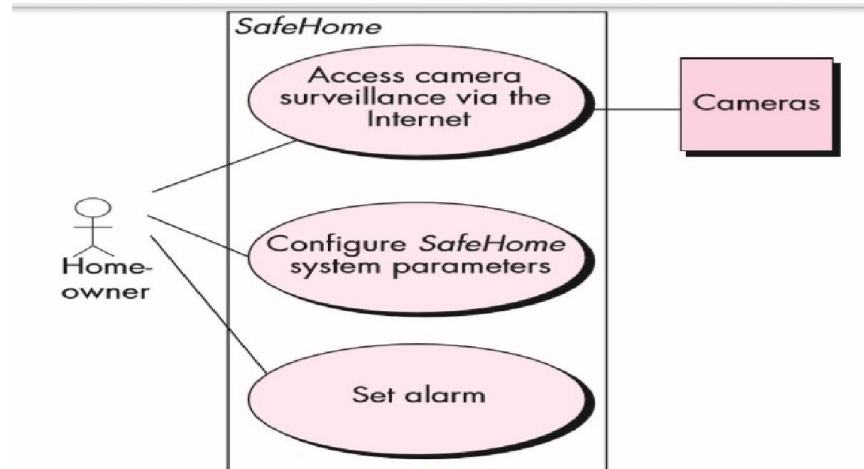 SafeHome
Access camera
surveillance via the
Internet
Cameras
Configure SafeHome
system parameters
Home-
owner
Set alarm